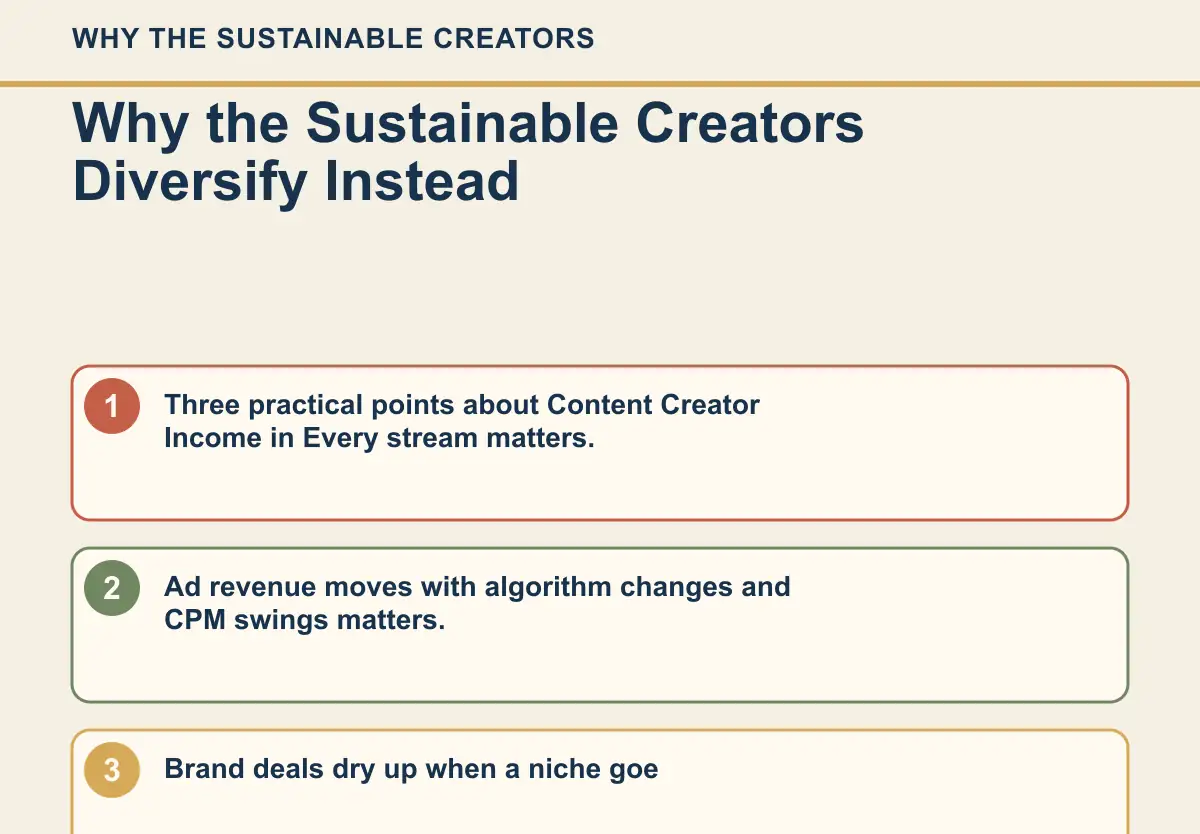 WHY THE SUSTAINABLE CREATORS
Why the Sustainable Creators
Diversify Instead
1
Three practical points about Content Creator
Income in Every stream matters.
2
Ad revenue moves with algorithm changes and
CPM swings matters.
3
Brand deals dry up when a niche goe